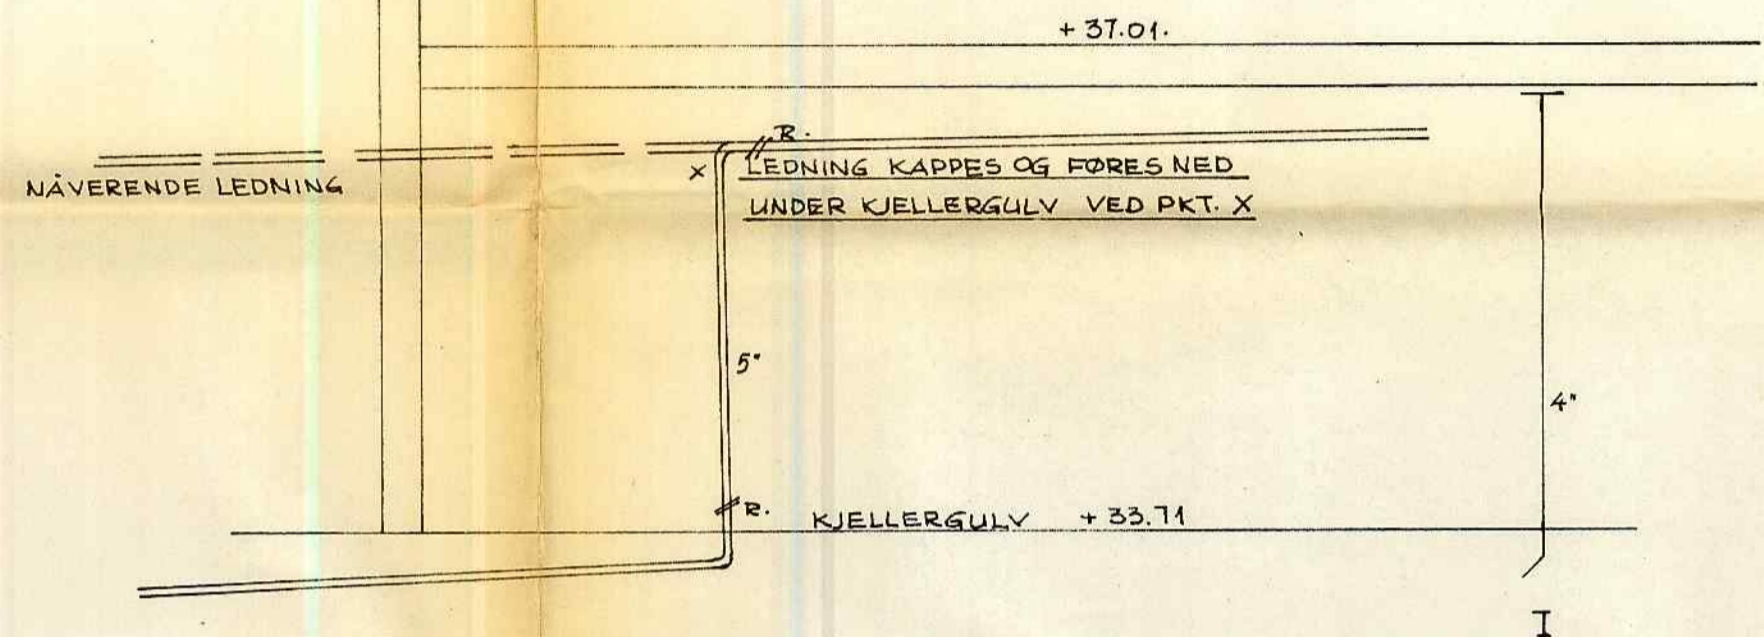 + 37.01.
R.
NÅVERENDE LEDNING
X
LEDNING KAPPES OG FØRES NED
UNDER KJELLERGULV VED PKT. X
5"
4"
R.
KJELLERGULV + 33.71
I